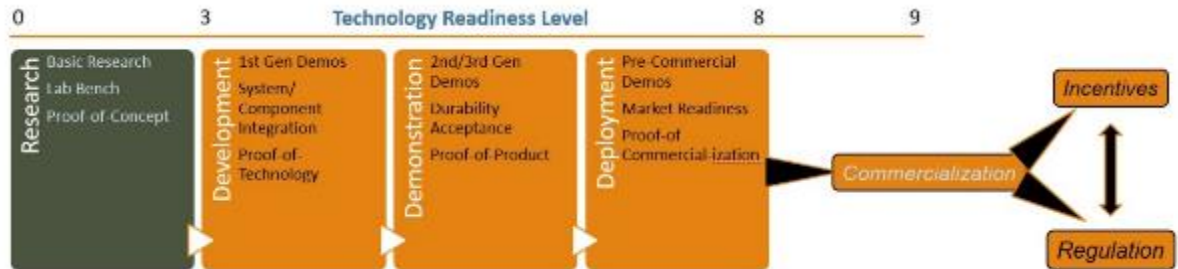 0 3 Technology Readiness Level 8 9
Research
Basic Research
Lab Bench
Proof-of-Concept
Development
1st Gen Demos
System/
Component
Integration
Proof-of-
Technology
Demonstration
2nd/3rd Gen
Demos
Durability
Acceptance
Proof-of-Product
Deployment
Pre-Commercial
Demos
Market Readiness
Proof-of
Commercial-ization
Commercialization
Incentives
Regulation